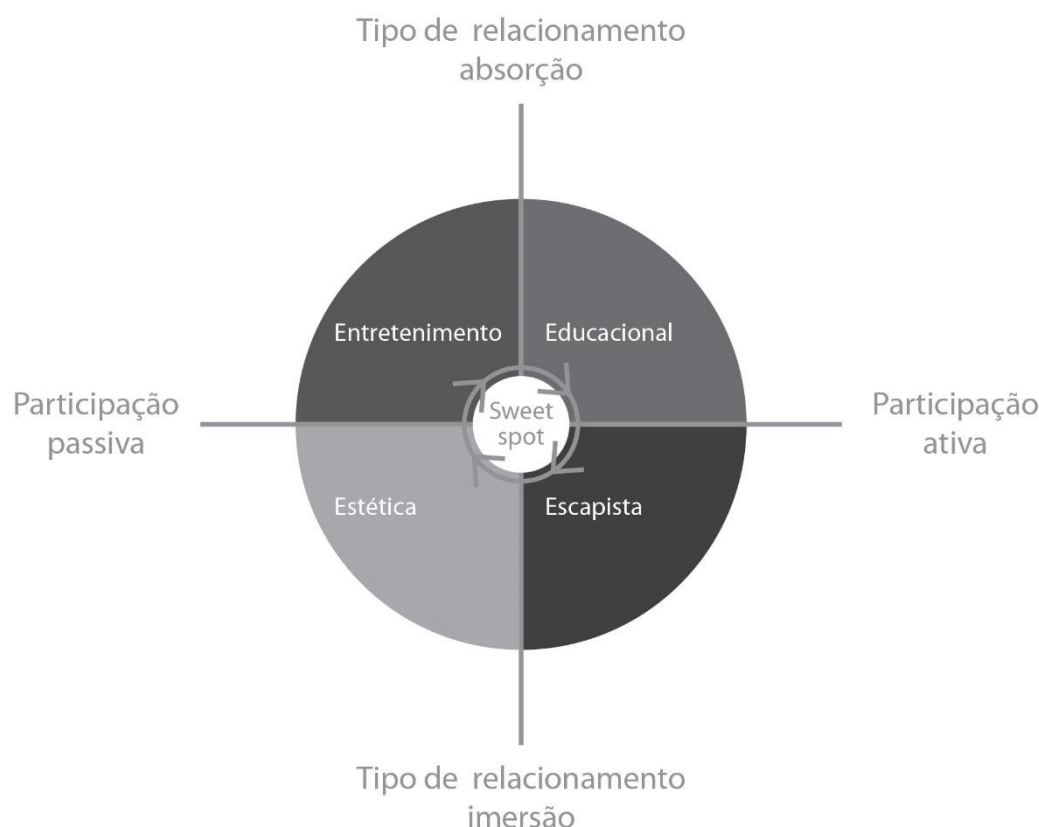 Tipo de relacionamento
absorção
Entretenimento
Educacional
Participação
passiva
Sweet
spot
Participação
ativa
Estética
Escapista
Tipo de relacionamento
imersão